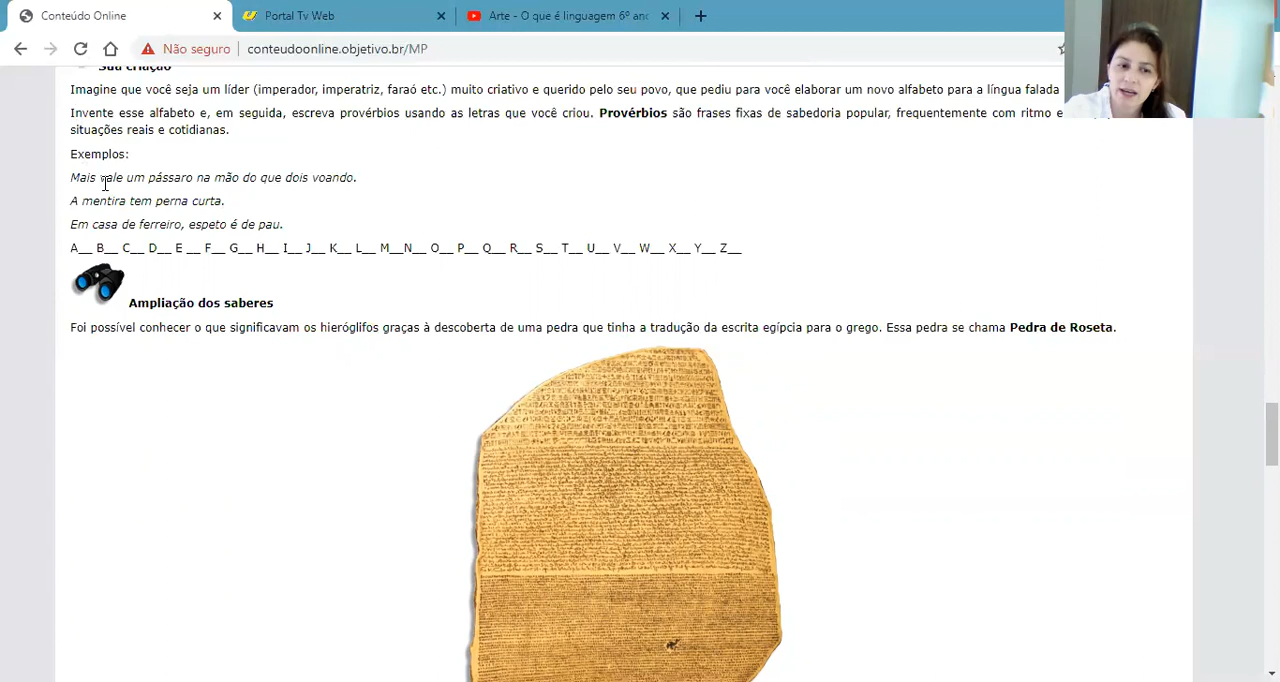 Conteúdo Online
Portal Tv Web
Arte - O que é linguagem 6º ano
Não seguro | conteudoonline.objetivo.br/MP
Sua criação
Imagine que você seja um líder (imperador, imperatriz, faraó etc.) muito criativo e querido pelo seu povo, que pediu para você elaborar um novo alfabeto para a língua falada
Invente esse alfabeto e, em seguida, escreva provérbios usando as letras que você criou. Provérbios são frases fixas de sabedoria popular, frequentemente com ritmo e
situações reais e cotidianas.
Exemplos:
Mais vale um pássaro na mão do que dois voando.
A mentira tem perna curta.
Em casa de ferreiro, espeto é de pau.
A__ B__ C__ D__ E __ F__ G__ H__ I__ J__ K__ L__ M__N__ O__ P__ Q__ R__ S__ T__ U__ V__ W__ X__ Y__ Z__
Ampliação dos saberes
Foi possível conhecer o que significavam os hieróglifos graças à descoberta de uma pedra que tinha a tradução da escrita egípcia para o grego. Essa pedra se chama Pedra de Roseta.